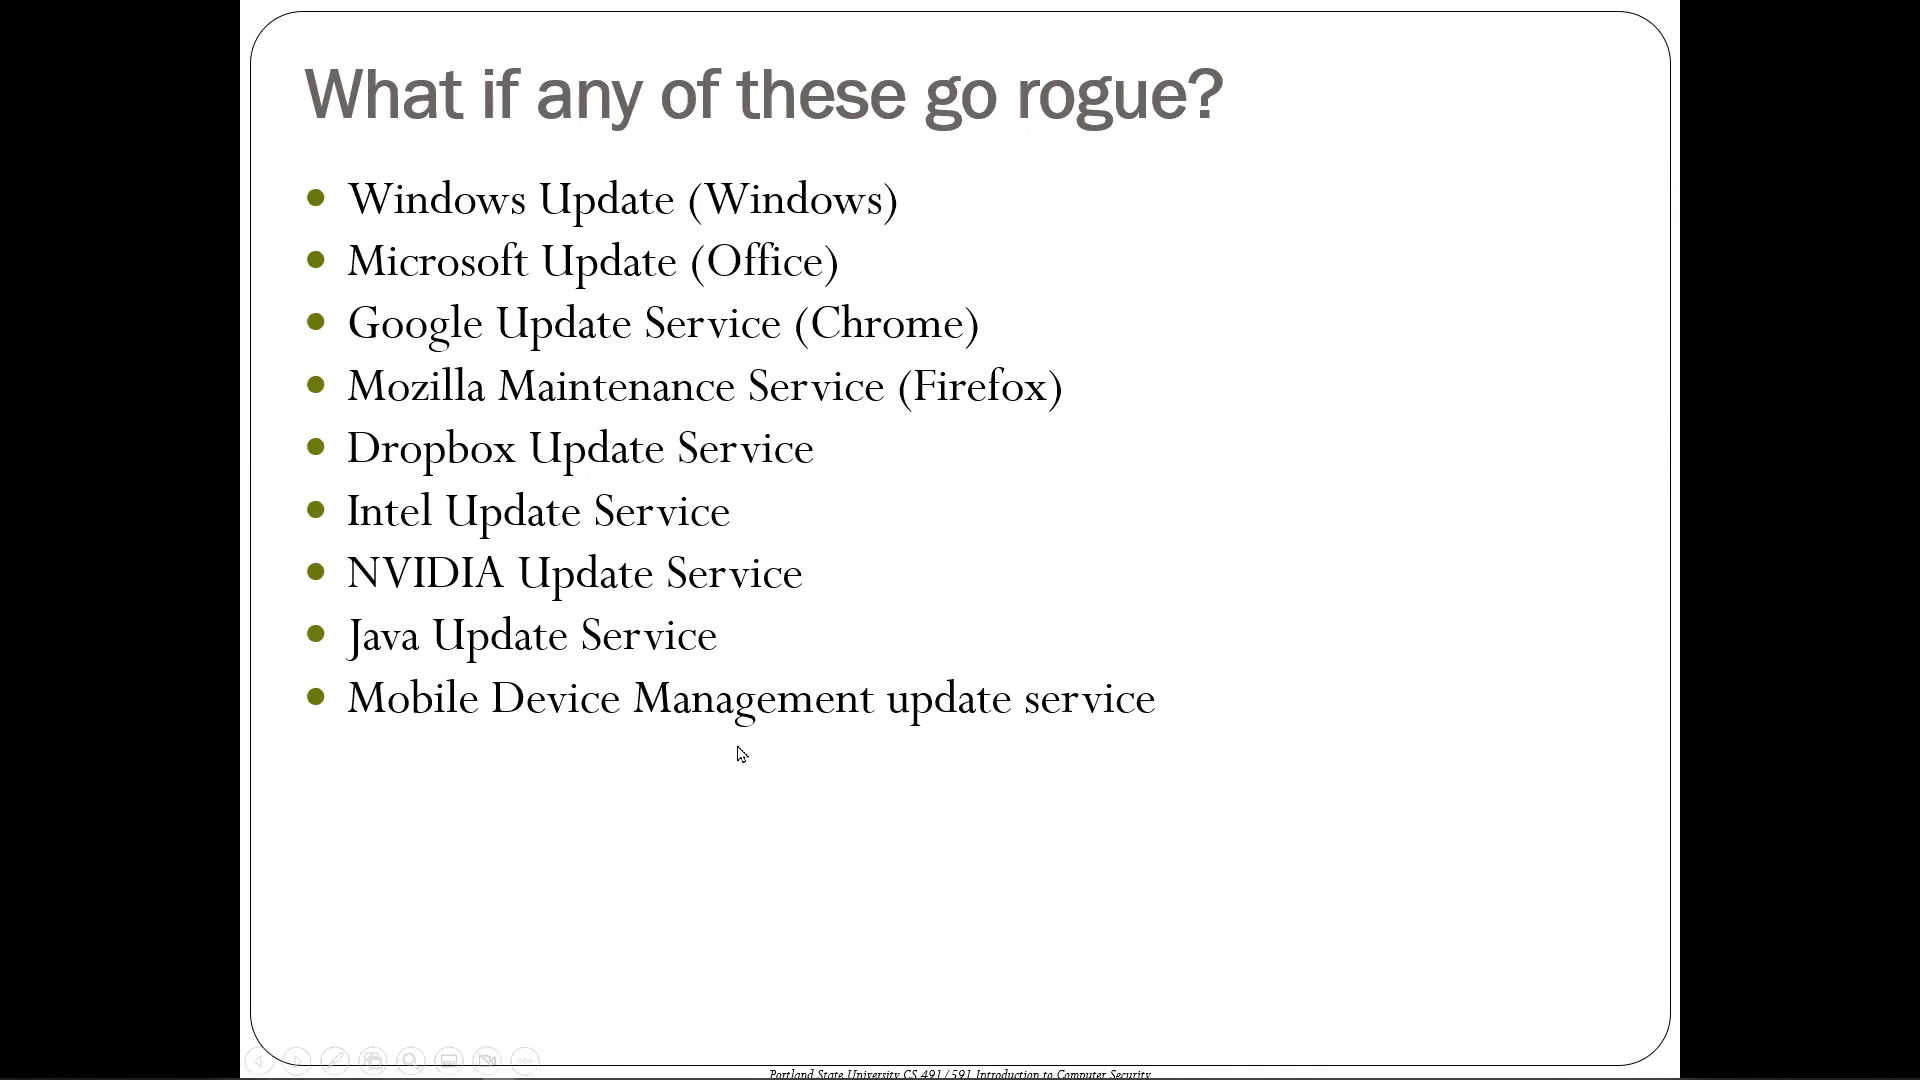 What if any of these go rogue?
Windows Update (Windows)
Microsoft Update (Office)
Google Update Service (Chrome)
Mozilla Maintenance Service (Firefox)
Dropbox Update Service
Intel Update Service
NVIDIA Update Service
Java Update Service
Mobile Device Management update service
Portland State University CS 491/591 Introduction to Computer Security